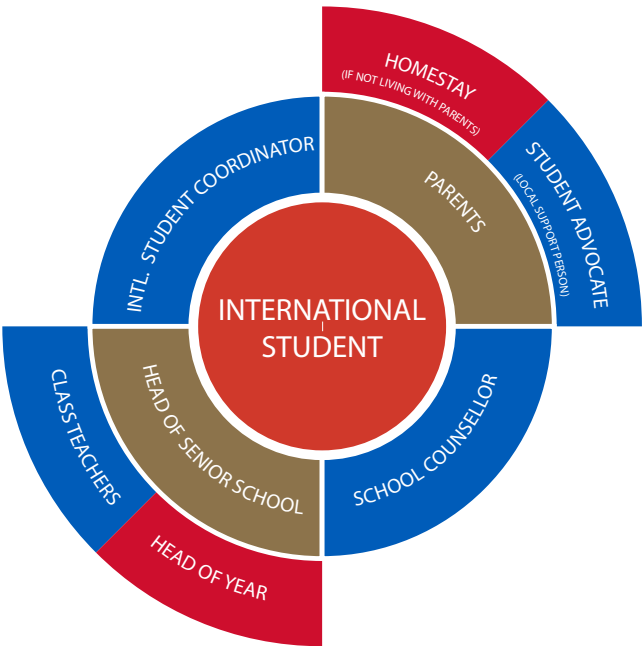 HOMESTAY
(IF NOT LIVING WITH PARENTS)
STUDENT ADVOCATE
(LOCAL SUPPORT PERSON)
INTL. STUDENT COORDINATOR
PARENTS
INTERNATIONAL
STUDENT
CLASS TEACHERS
HEAD OF SENIOR SCHOOL
SCHOOL COUNSELLOR
HEAD OF YEAR